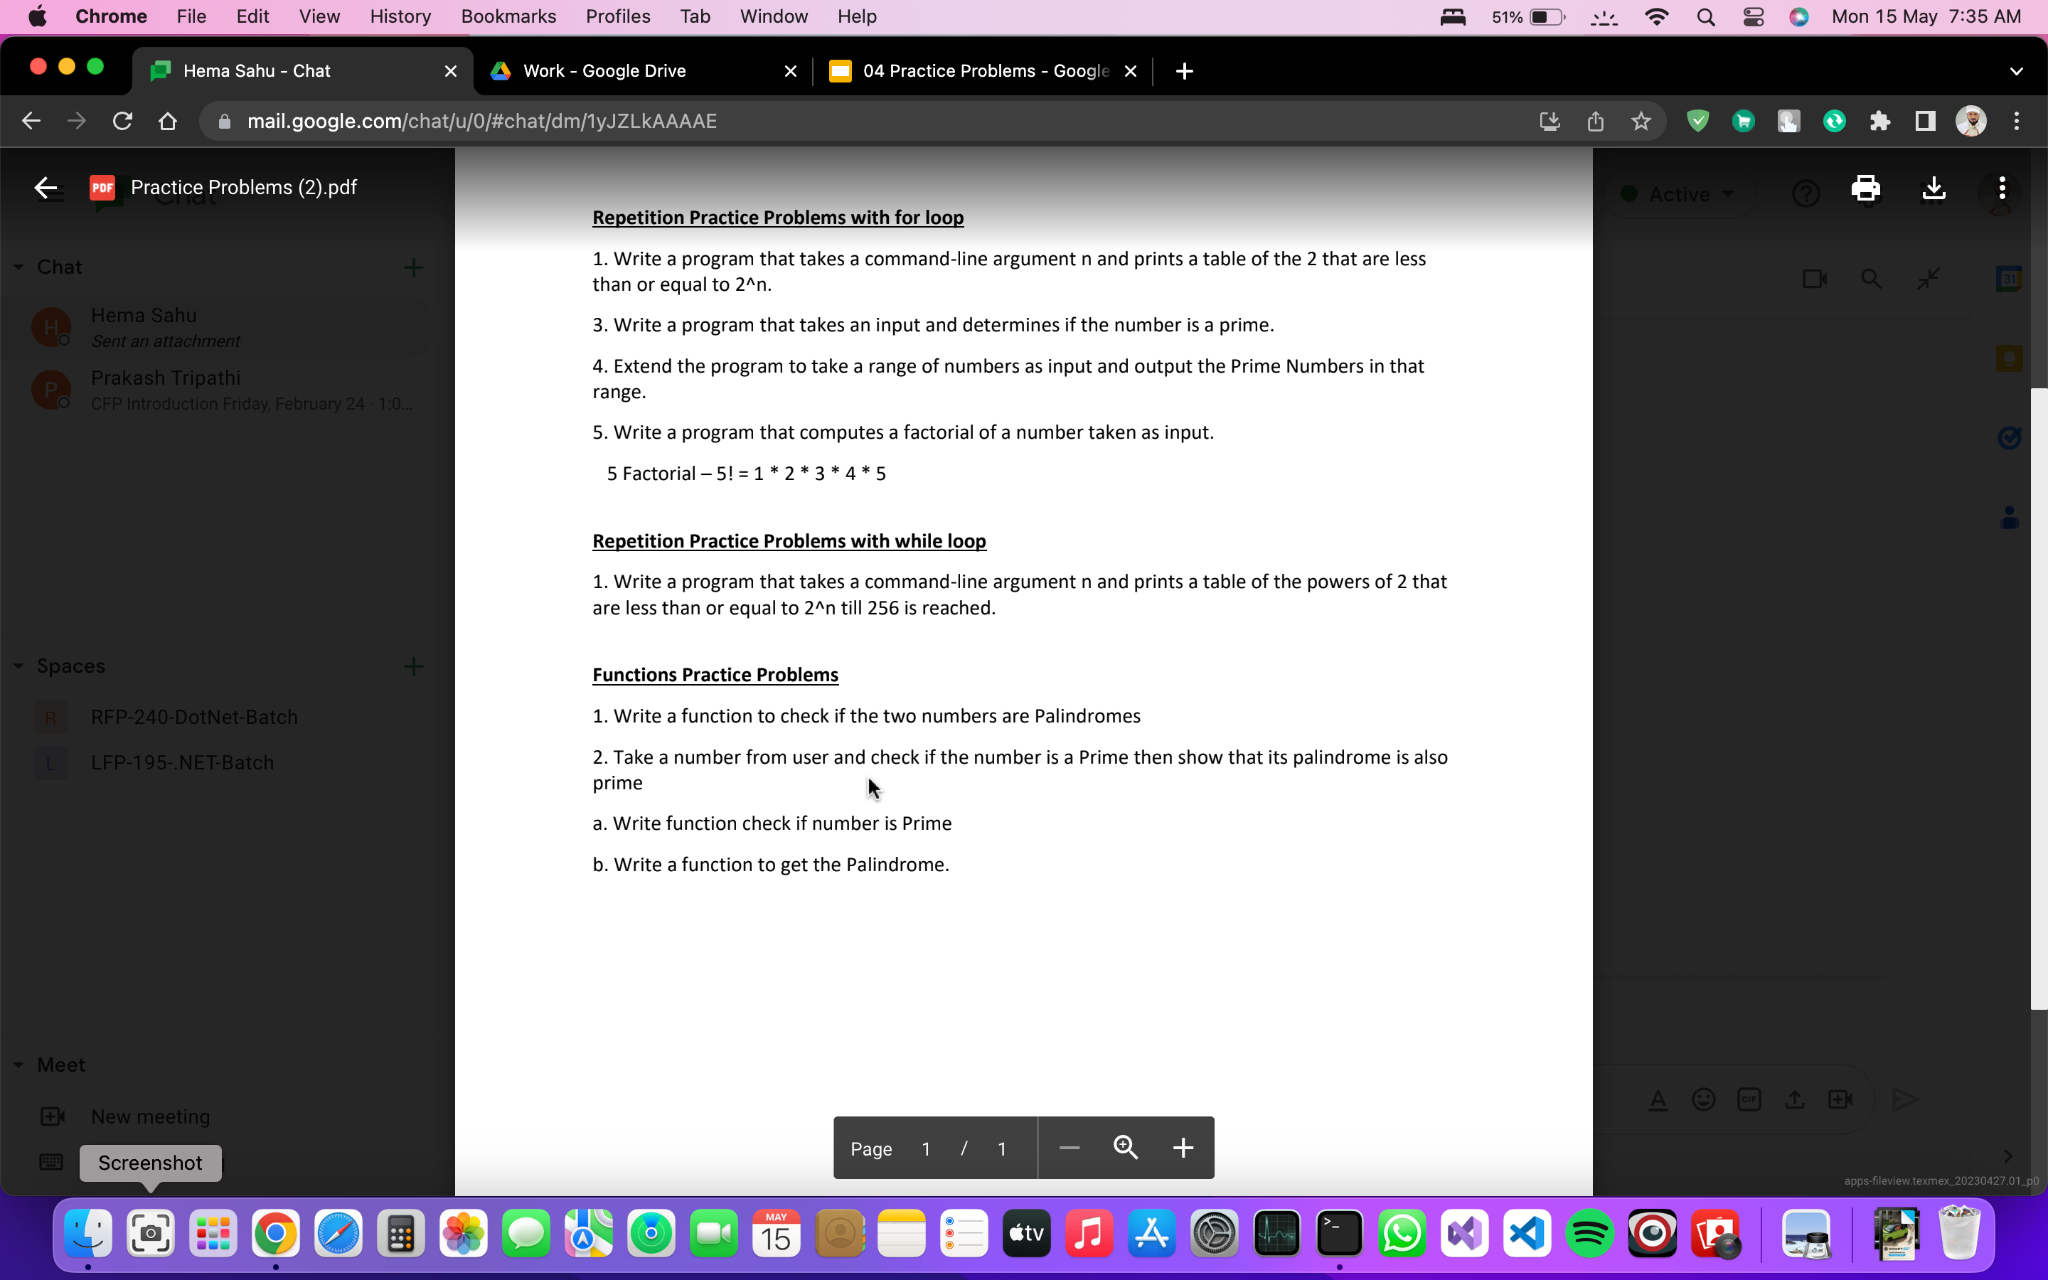 Chrome File Edit View History Bookmarks Profiles Tab Window Help 51% Mon 15 May 7:35 AM
Hema Sahu - Chat Work - Google Drive 04 Practice Problems - Google
mail.google.com/chat/u/0/#chat/dm/1yJZLkAAAAE
PDF Practice Problems (2).pdf
Chat
Active
Chat
Hema Sahu
Sent an attachment
Prakash Tripathi
CFP Introduction Friday, February 24 · 1:0...
Spaces
R RFP-240-DotNet-Batch
L LFP-195-.NET-Batch
Meet
New meeting
Screenshot
H
P
31
Repetition Practice Problems with for loop
1. Write a program that takes a command-line argument n and prints a table of the 2 that are less
than or equal to 2^n.
3. Write a program that takes an input and determines if the number is a prime.
4. Extend the program to take a range of numbers as input and output the Prime Numbers in that
range.
5. Write a program that computes a factorial of a number taken as input.
5 Factorial – 5! = 1 * 2 * 3 * 4 * 5
Repetition Practice Problems with while loop
1. Write a program that takes a command-line argument n and prints a table of the powers of 2 that
are less than or equal to 2^n till 256 is reached.
Functions Practice Problems
1. Write a function to check if the two numbers are Palindromes
2. Take a number from user and check if the number is a Prime then show that its palindrome is also
prime
a. Write function check if number is Prime
b. Write a function to get the Palindrome.
Page 1 / 1
GIF
apps-fileview.texmex_20230427.01_p0
MAY
15
tv